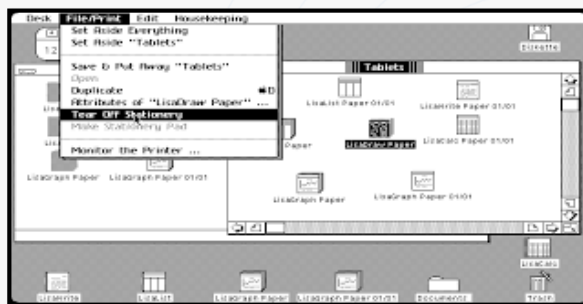 Desk File/Print Edit Housekeeping
Set Aside Everything
Set Aside "Tablets"
Save & Put Away "Tablets"
Open
Duplicate D
Attributes of "LisaDraw Paper" ...
Tear Off Stationery
Make Stationery Pad
Monitor the Printer ...
Diskette
Tablets
LisaList Paper 01/01
LisaWrite Paper 01/01
Paper
LisaDraw Paper
LisaCalc Paper 01/01
LisaGraph Paper
LisaGraph Paper 01/01
LisaGraph Paper
LisaGraph Paper 01/01
LisaCalc
LisaWrite
LisaList
LisaGraph Paper
LisaGraph Paper 01/01
Documents
Trash